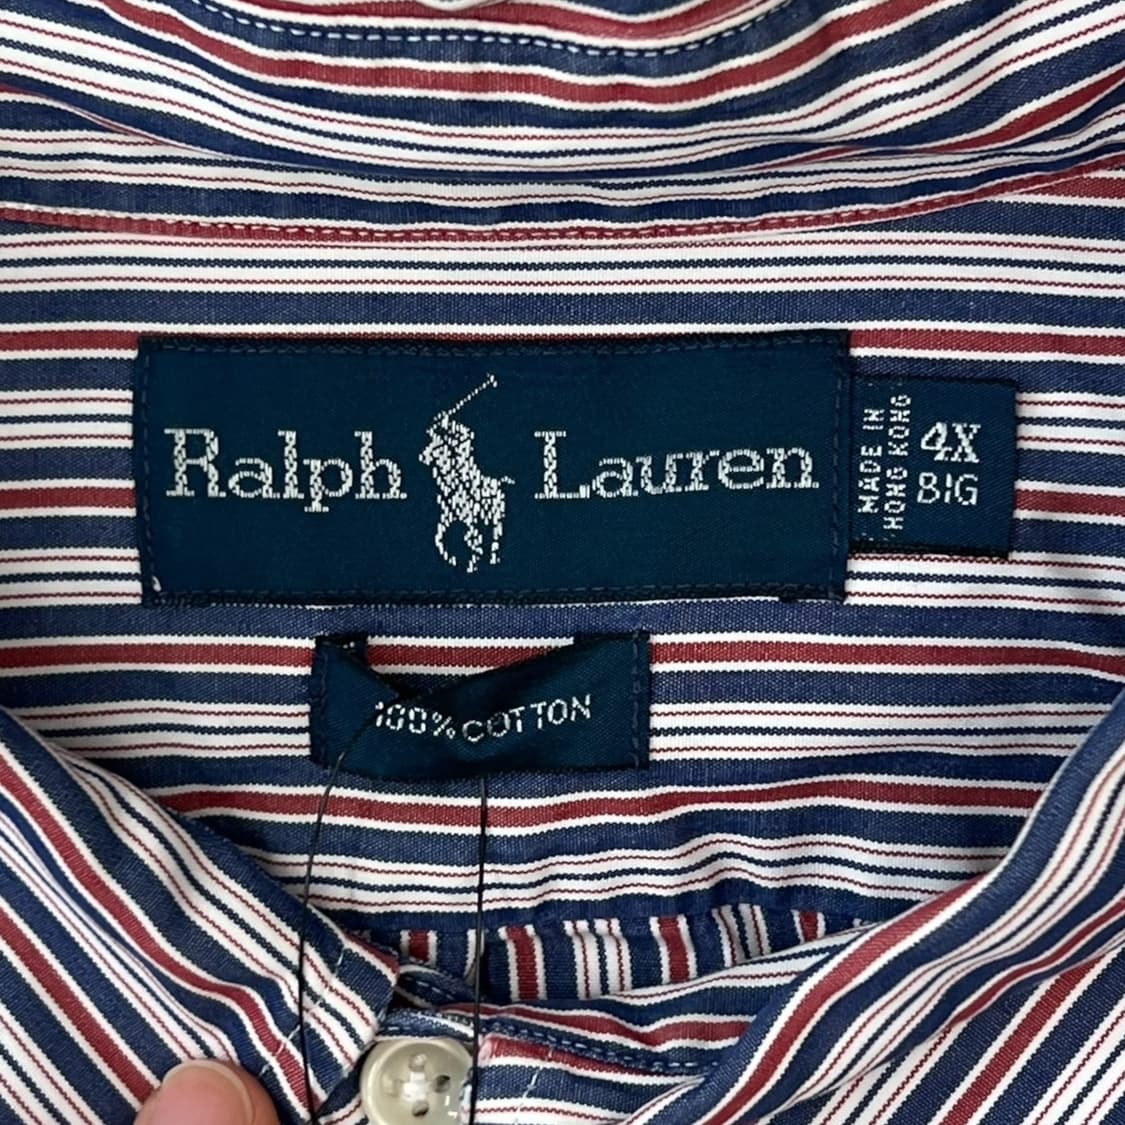 Ralph Lauren
MADE IN
HONG KONG
4X
BIG
100% COTTON